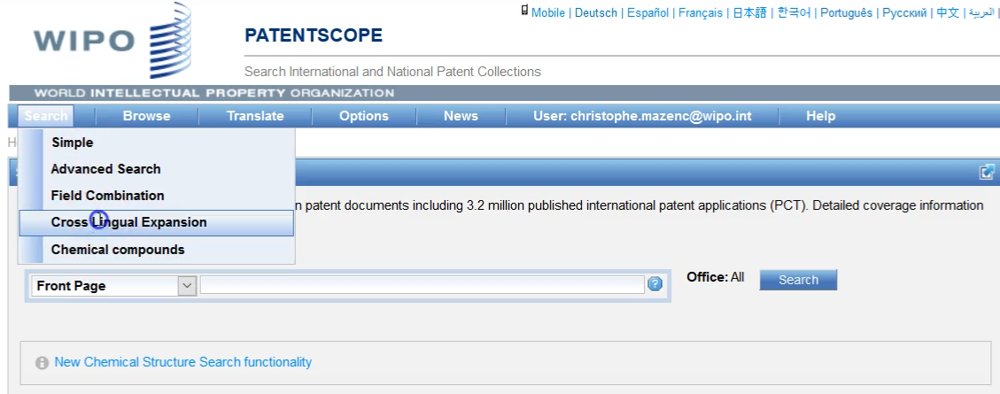 Mobile | Deutsch | Español | Français | 日本語 | 한국어 | Português | Русский | 中文 | العربية |
WIPO
PATENTSCOPE
Search International and National Patent Collections
WORLD INTELLECTUAL PROPERTY ORGANIZATION
Search Browse Translate Options News User: christophe.mazenc@wipo.int Help
H
Simple
Advanced Search
Field Combination
n patent documents including 3.2 million published international patent applications (PCT). Detailed coverage information
Cross Lingual Expansion
Chemical compounds
Front Page Office: All Search
New Chemical Structure Search functionality